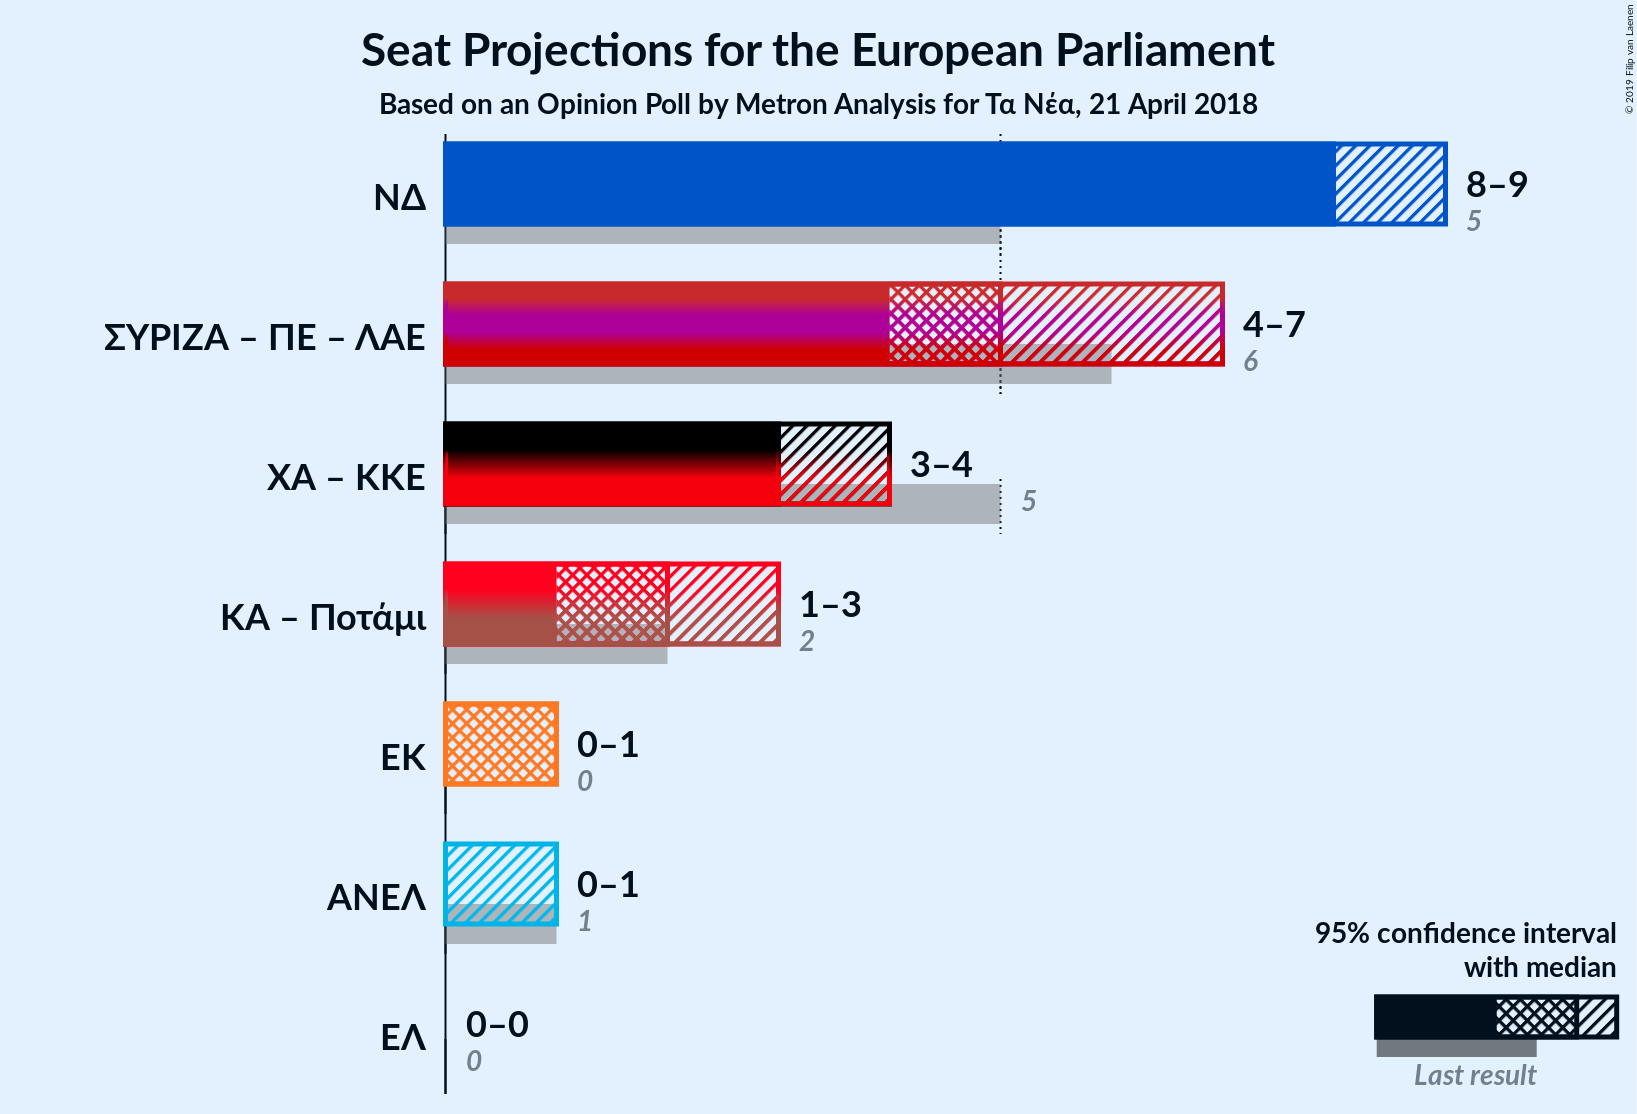 Seat Projections for the European Parliament
Based on an Opinion Poll by Metron Analysis for Τα Νέα, 21 April 2018
© 2019 Filip van Laenen
ΝΔ
8–9
5
ΣΥΡΙΖΑ – ΠΕ – ΛΑΕ
4–7
6
ΧΑ – ΚΚΕ
3–4
5
ΚΑ – Ποτάμι
1–3
2
ΕΚ
0–1
0
ΑΝΕΛ
0–1
1
ΕΛ
0–0
0
95% confidence interval
with median
Last result